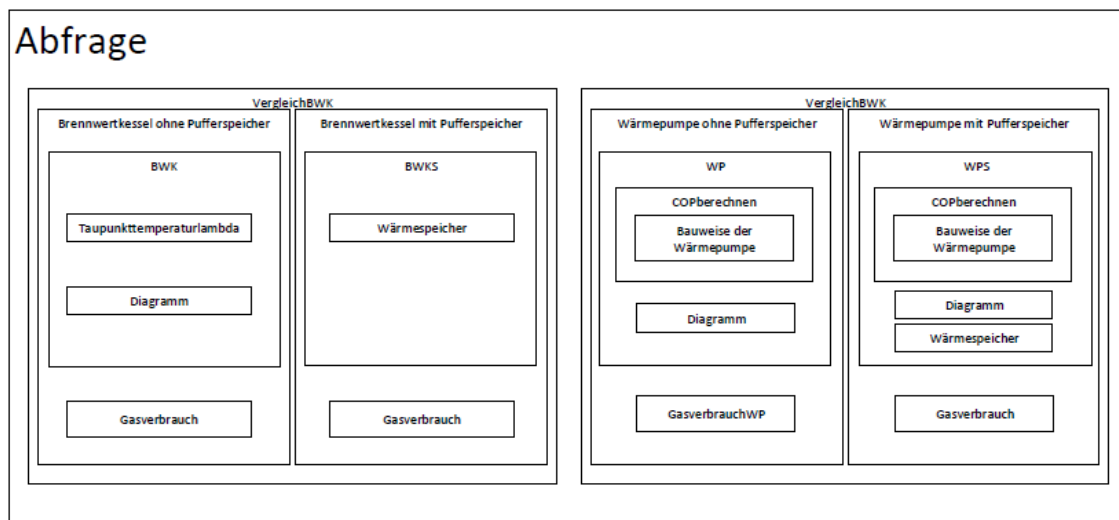 Abfrage
VergleichBWK
Brennwertkessel ohne Pufferspeicher
BWK
Taupunkttemperaturlambda
Diagramm
Gasverbrauch
Brennwertkessel mit Pufferspeicher
BWKS
Wärmespeicher
Gasverbrauch
VergleichBWK
Wärmepumpe ohne Pufferspeicher
WP
COPberechnen
Bauweise der
Wärmepumpe
Diagramm
GasverbrauchWP
Wärmepumpe mit Pufferspeicher
WPS
COPberechnen
Bauweise der
Wärmepumpe
Diagramm
Wärmespeicher
Gasverbrauch